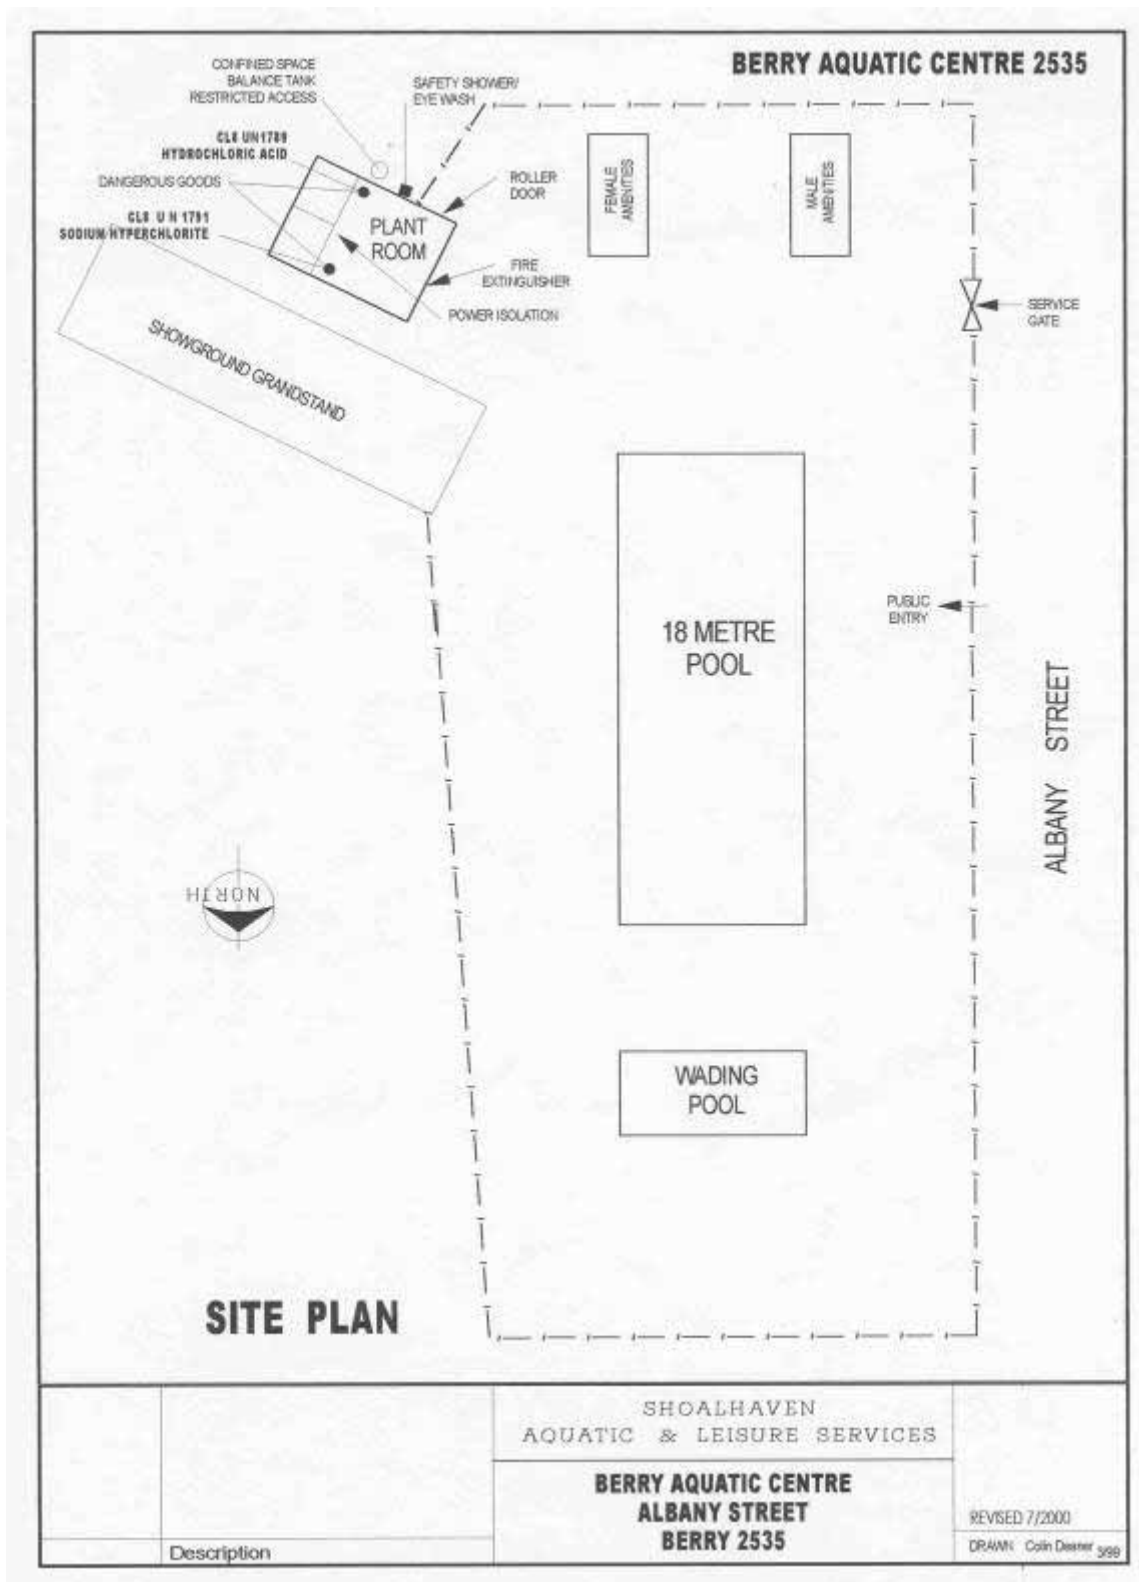 BERRY AQUATIC CENTRE 2535
CONFINED SPACE
BALANCE TANK
RESTRICTED ACCESS
SAFETY SHOWER/
EYE WASH
CL8 UN1789
HYDROCHLORIC ACID
DANGEROUS GOODS
CL8 U N 1791
SODIUM HYPERCHLORITE
PLANT
ROOM
ROLLER
DOOR
FIRE
EXTINGUISHER
POWER ISOLATION
FEMALE
AMENITIES
MALE
AMENITIES
SERVICE
GATE
SHOWGROUND GRANDSTAND
PUBLIC
ENTRY
18 METRE
POOL
ALBANY STREET
NORTH
WADING
POOL
SITE PLAN
SHOALHAVEN
AQUATIC & LEISURE SERVICES
BERRY AQUATIC CENTRE
ALBANY STREET
BERRY 2535
REVISED 7/2000
DRAWN Colin
Description